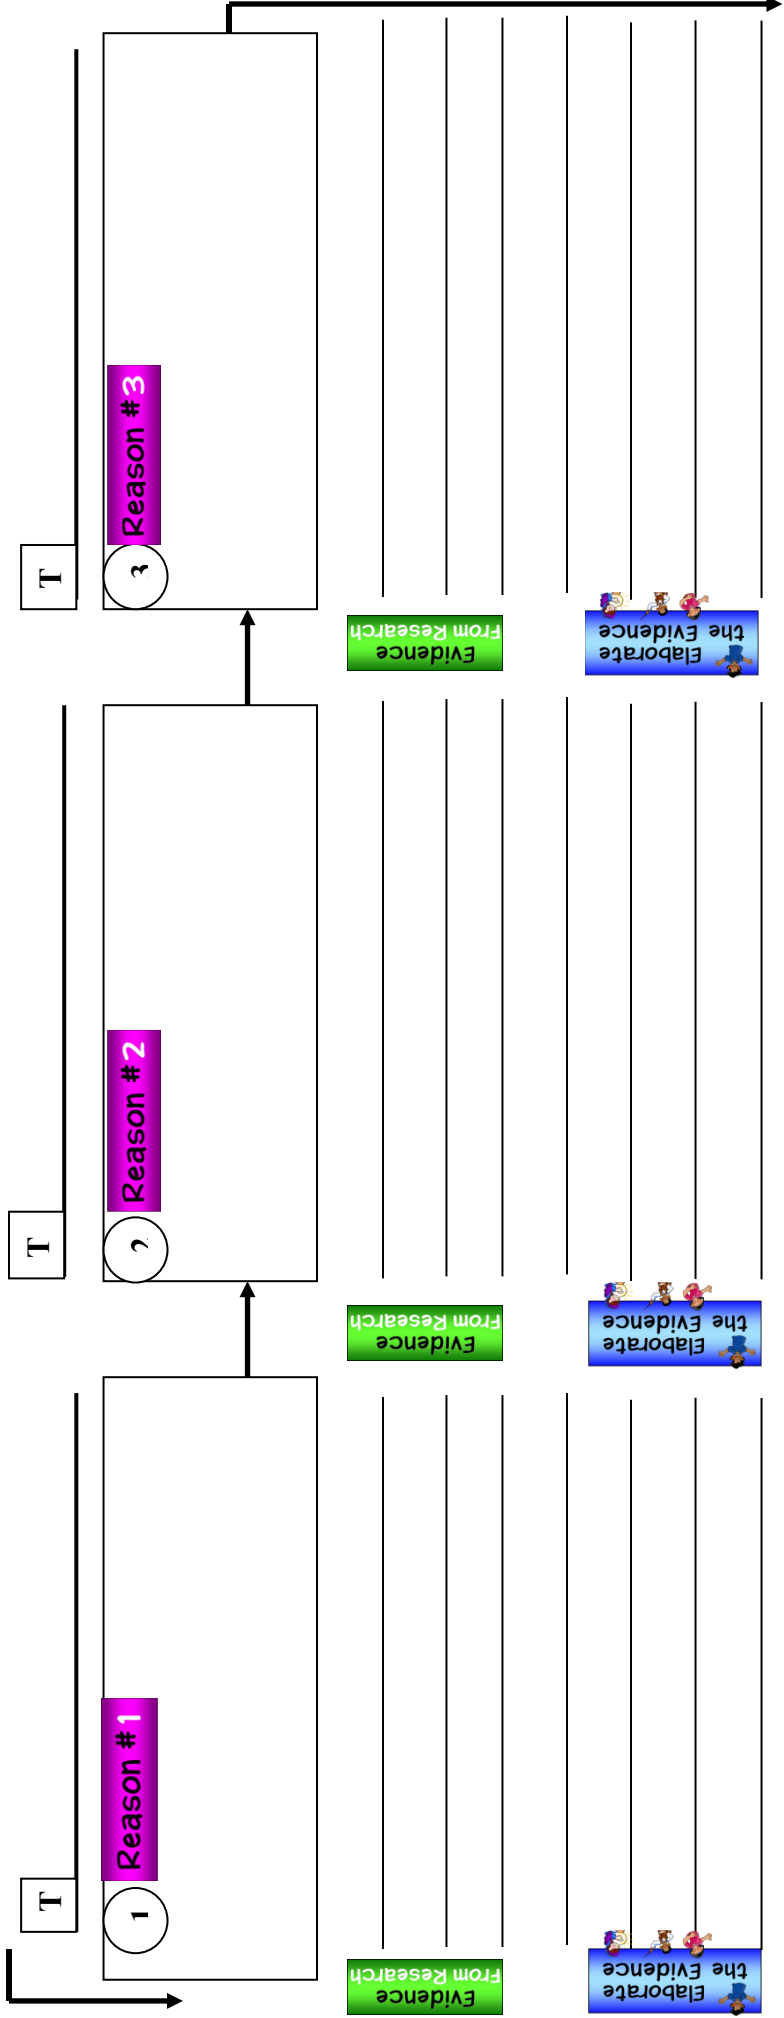 T
1
Reason #1
Evidence
From Research
Elaborate
the Evidence
T
2
Reason #2
Evidence
From Research
Elaborate
the Evidence
T
3
Reason #3
Evidence
From Research
Elaborate
the Evidence